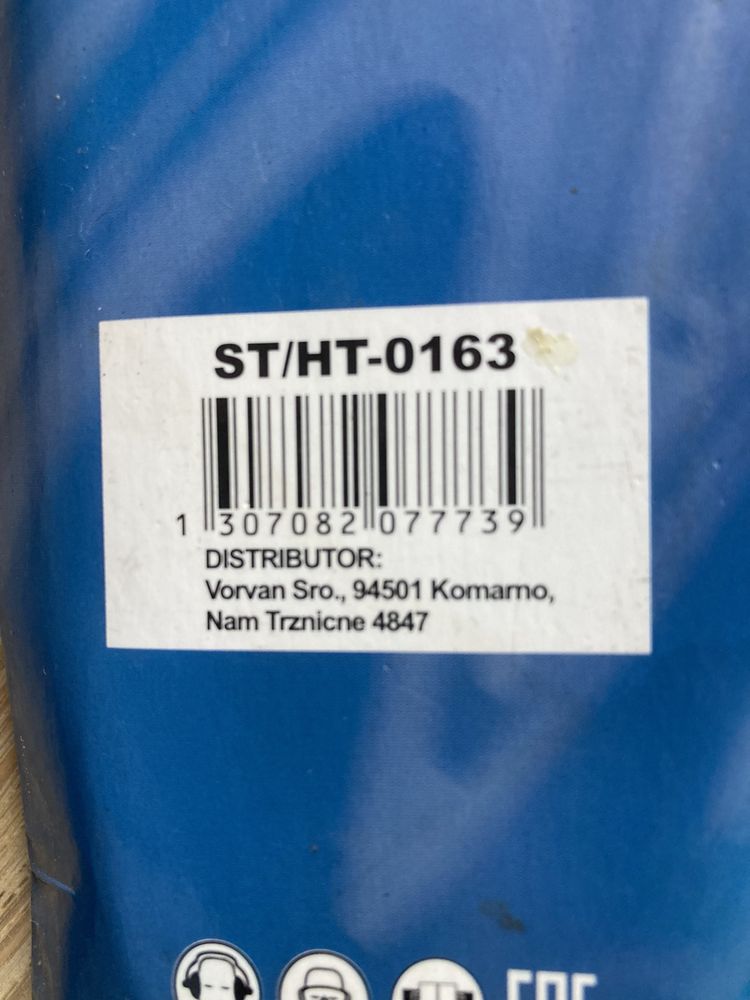 ST/HT-0163
1 307082 077739
DISTRIBUTOR:
Vorvan Sro., 94501 Komarno,
Nam Trznicne 4847